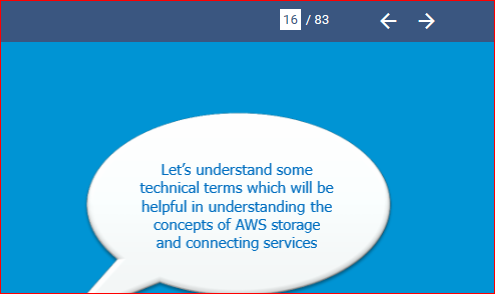 16 / 83
Let's understand some
technical terms which will be
helpful in understanding the
concepts of AWS storage
and connecting services